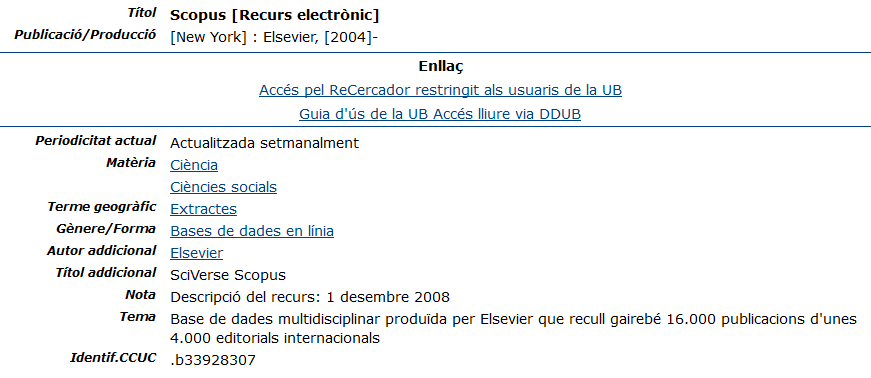 Títol Scopus [Recurs electrònic]
Publicació/Producció [New York] : Elsevier, [2004]-
Enllaç
Accés pel ReCercador restringit als usuaris de la UB
Guia d'ús de la UB Accés lliure via DDUB
Periodicitat actual Actualitzada setmanalment
Matèria Ciència
Ciències socials
Terme geogràfic Extractes
Gènere/Forma Bases de dades en línia
Autor addicional Elsevier
Títol addicional SciVerse Scopus
Nota Descripció del recurs: 1 desembre 2008
Tema Base de dades multidisciplinar produïda per Elsevier que recull gairebé 16.000 publicacions d'unes
4.000 editorials internacionals
Identif.CCUC .b33928307